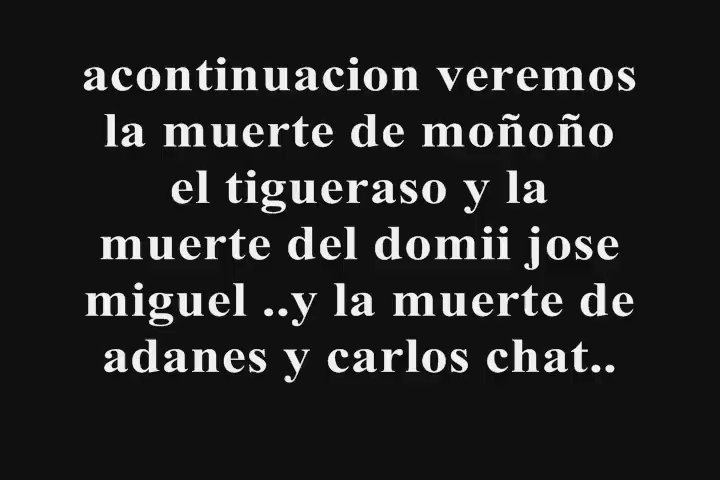 acontinuacion veremos
la muerte de moñoño
el tigueraso y la
muerte del domii jose
miguel ..y la muerte de
adanes y carlos chat..